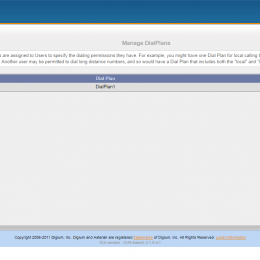 Manage DialPlans
are assigned to Users to specify the dialing permissions they have. For example, you might have one Dial Plan for local calling
Another user may be permitted to dial long distance numbers, and so would have a Dial Plan that includes both the "local" and "
Dial Plan
DialPlan1
Copyright 2006-2011 Digium, Inc. Digium and Asterisk are registered trademarks of Digium, Inc. All Rights Reserved.